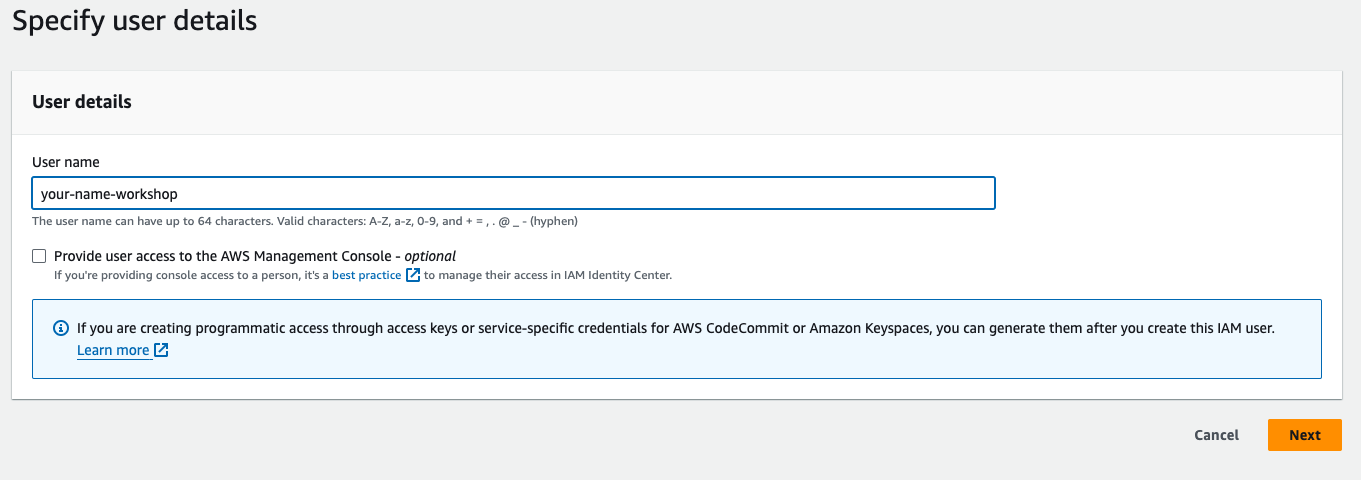 Specify user details
User details
User name
your-name-workshop
The user name can have up to 64 characters. Valid characters: A-Z, a-z, 0-9, and + = , . @ _ - (hyphen)
Provide user access to the AWS Management Console - optional
If you're providing console access to a person, it's a best practice to manage their access in IAM Identity Center.
If you are creating programmatic access through access keys or service-specific credentials for AWS CodeCommit or Amazon Keyspaces, you can generate them after you create this IAM user.
Learn more
Cancel
Next